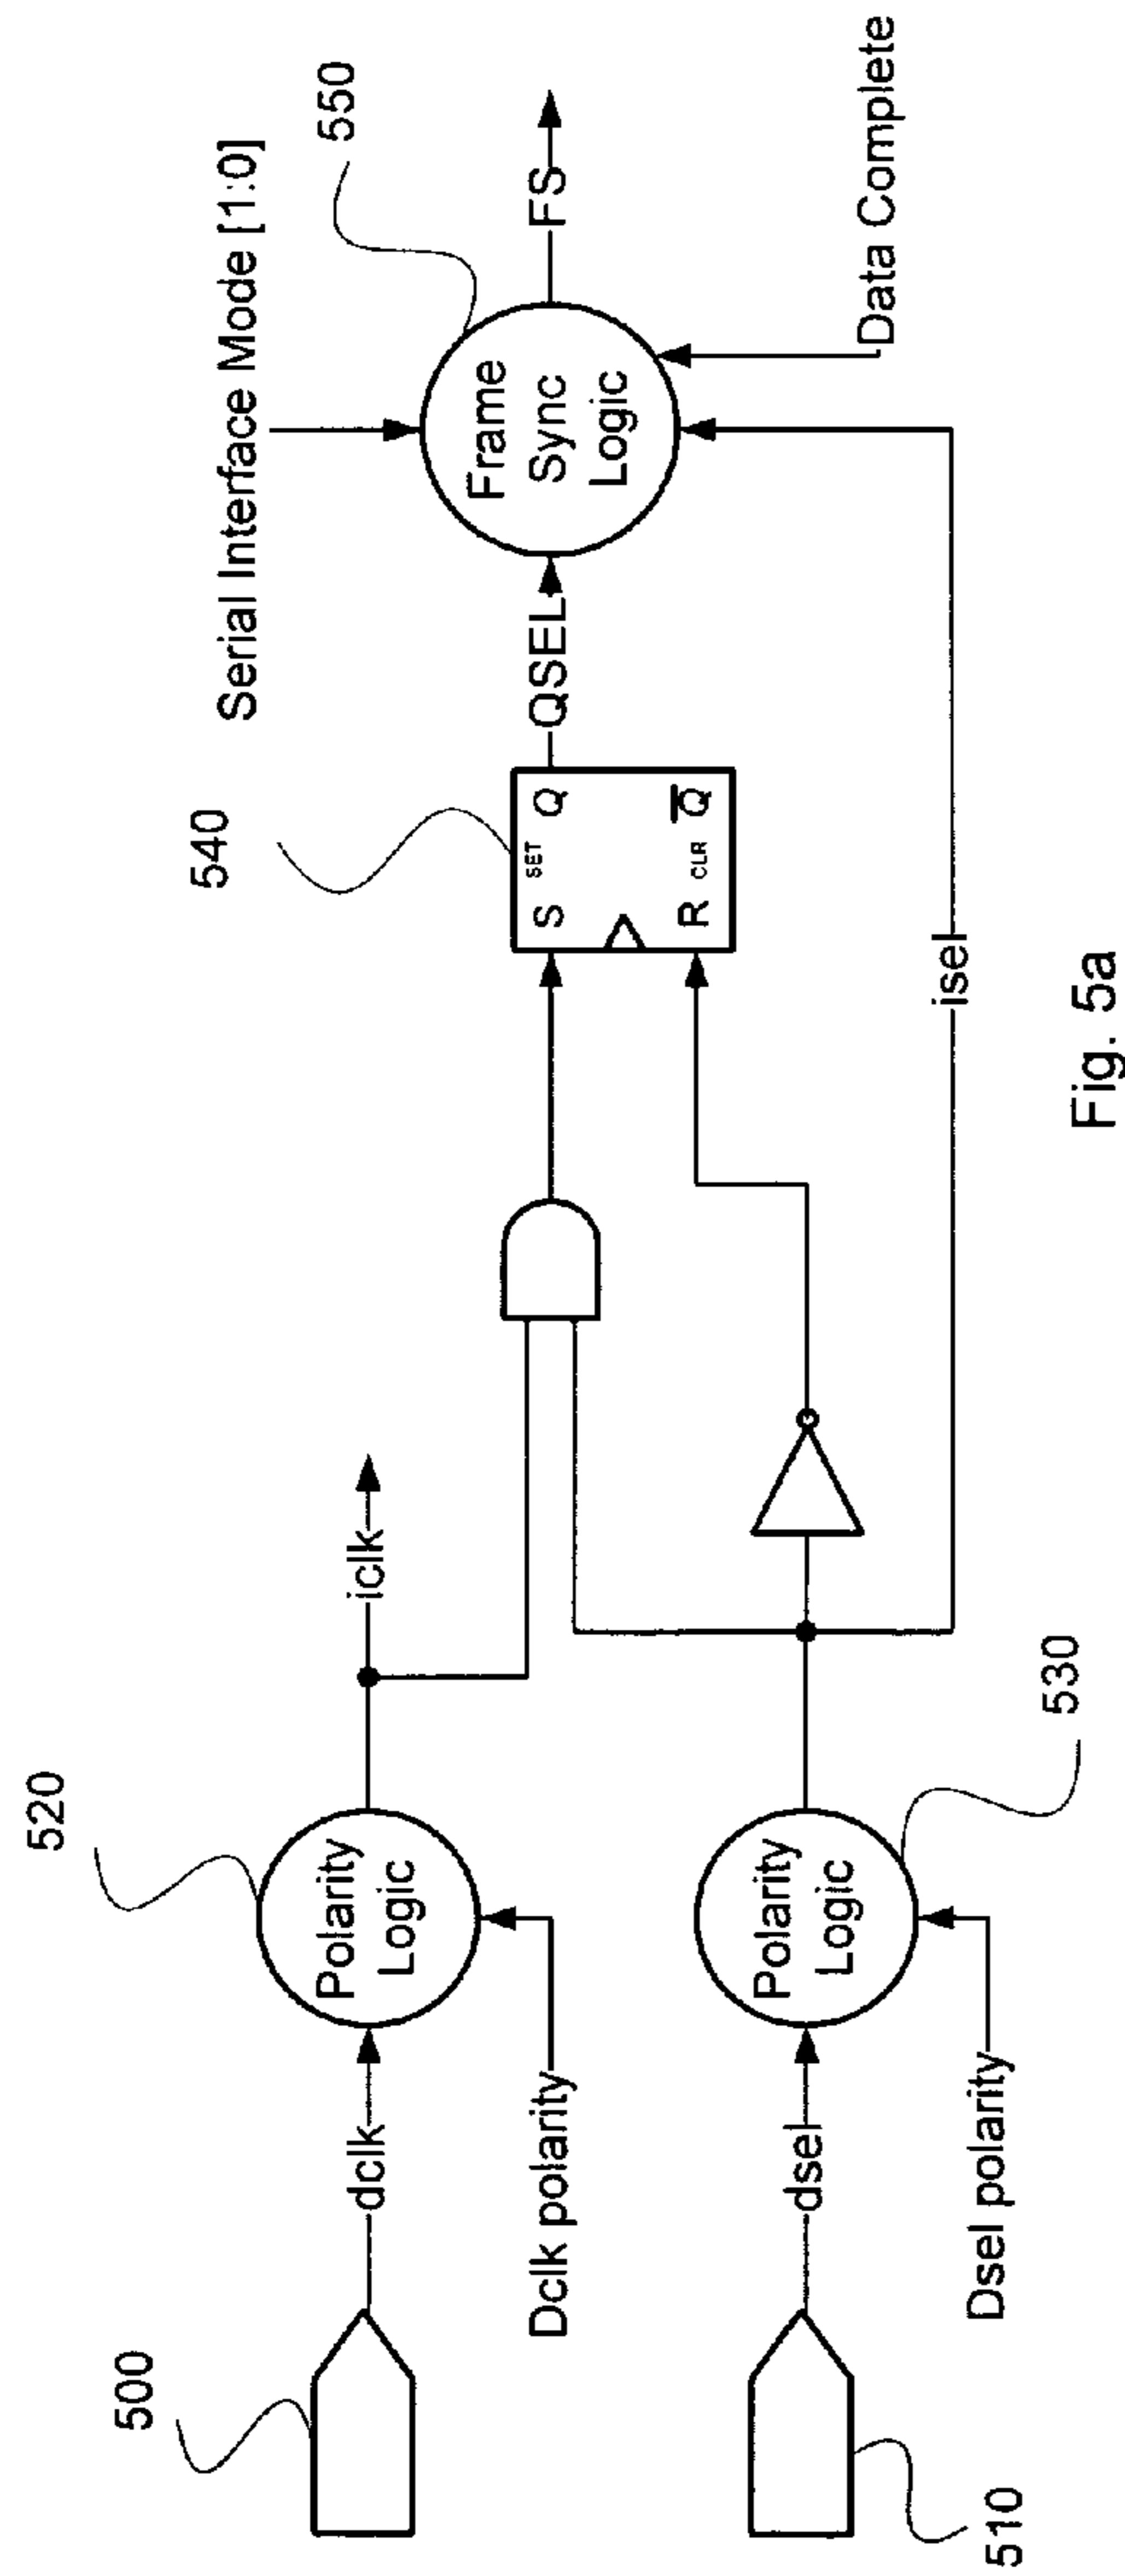 500
dclk
Dclk polarity
520
Polarity
Logic
iclk
510
dsel
Dsel polarity
530
Polarity
Logic
isel
540
S
SET
Q
R
CLR
Q
QSEL
Serial Interface Mode [1:0]
550
Frame
Sync
Logic
FS
Data Complete
Fig. 5a